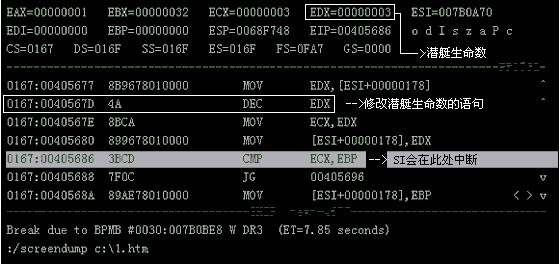 EAX=00000001 EBX=00000032 ECX=00000003 EDX=00000003 ESI=007B0A70
EDI=00000000 EBP=00000000 ESP=0068F748 EIP=00405686 o d I s z a P c
CS=0167 DS=016F SS=016F ES=016F FS=0FA7 GS=0000
->潜艇生命数
0167:00405677 8B9678010000 MOV EDX,[ESI+00000178]
0167:0040567D 4A DEC EDX -->修改潜艇生命数的语句
0167:0040567E 8BCA MOV ECX,EDX
0167:00405680 899678010000 MOV [ESI+00000178],EDX
0167:00405686 3BCD CMP ECX,EBP --> SI会在此处中断
0167:00405688 7F0C JG 00405696
0167:0040568A 89AE78010000 MOV [ESI+00000178],EBP
Break due to BPMB #0030:007B0BE8 W DR3 (ET=7.85 seconds)
:/screendump c:\1.htm